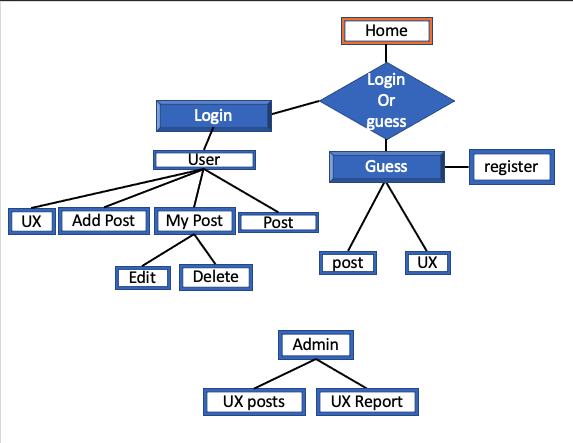 Home
Login
Or
guess
Login
User
Guess
register
UX
Add Post
My Post
Post
post
UX
Edit
Delete
Admin
UX posts
UX Report